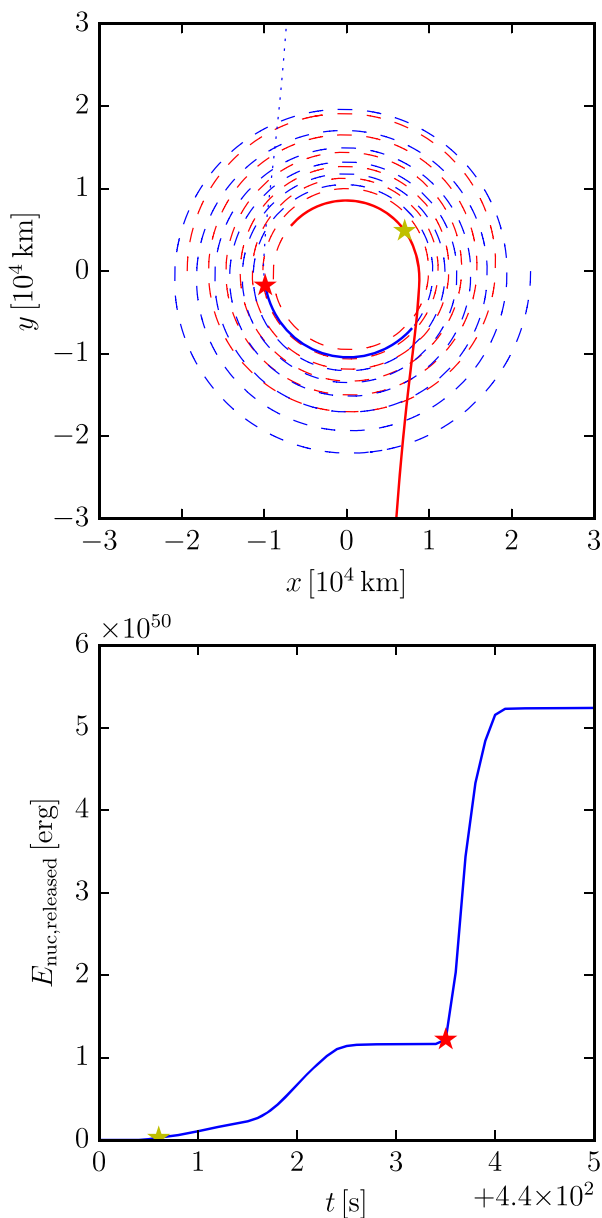 3
2
1
0
−1
−2
−3
y [10⁴ km]
−3 −2 −1 0 1 2 3
x [10⁴ km]
×10⁵⁰
6
5
4
3
2
1
0
E_nuc,released [erg]
0 1 2 3 4 5
t [s]
+4.4×10²